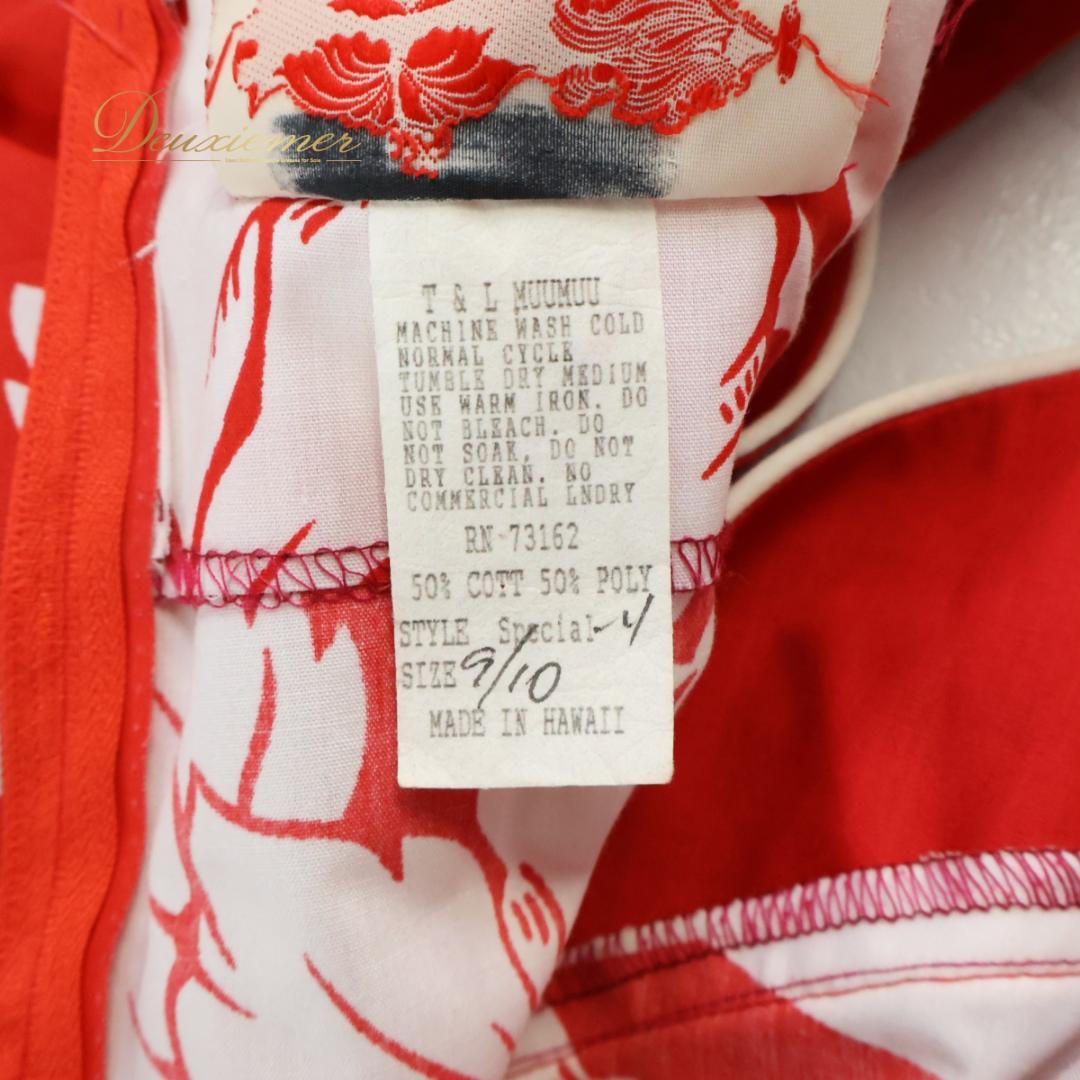 Deuxiemer
T & L MUUMUU
MACHINE WASH COLD
NORMAL CYCLE
TUMBLE DRY MEDIUM
USE WARM IRON. DO
NOT BLEACH. DO
NOT SOAK, DO NOT
DRY CLEAN. NO
COMMERCIAL LNDRY
RN 73162
50% COTT 50% POLY
STYLE Special-4
SIZE 9/10
MADE IN HAWAII